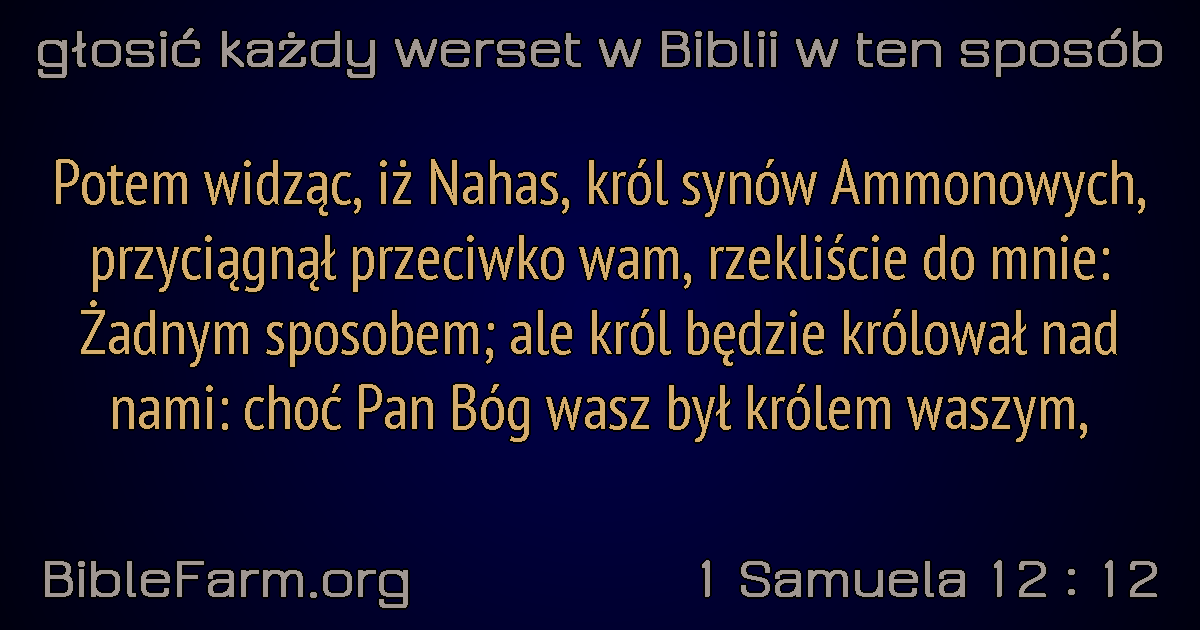 głosić każdy werset w Biblii w ten sposób
Potem widząc, iż Nahas, król synów Ammonowych,
przyciągnął przeciwko wam, rzekliście do mnie:
Żadnym sposobem; ale król będzie królował nad
nami: choć Pan Bóg wasz był królem waszym,
BibleFarm.org
1 Samuela 12 : 12